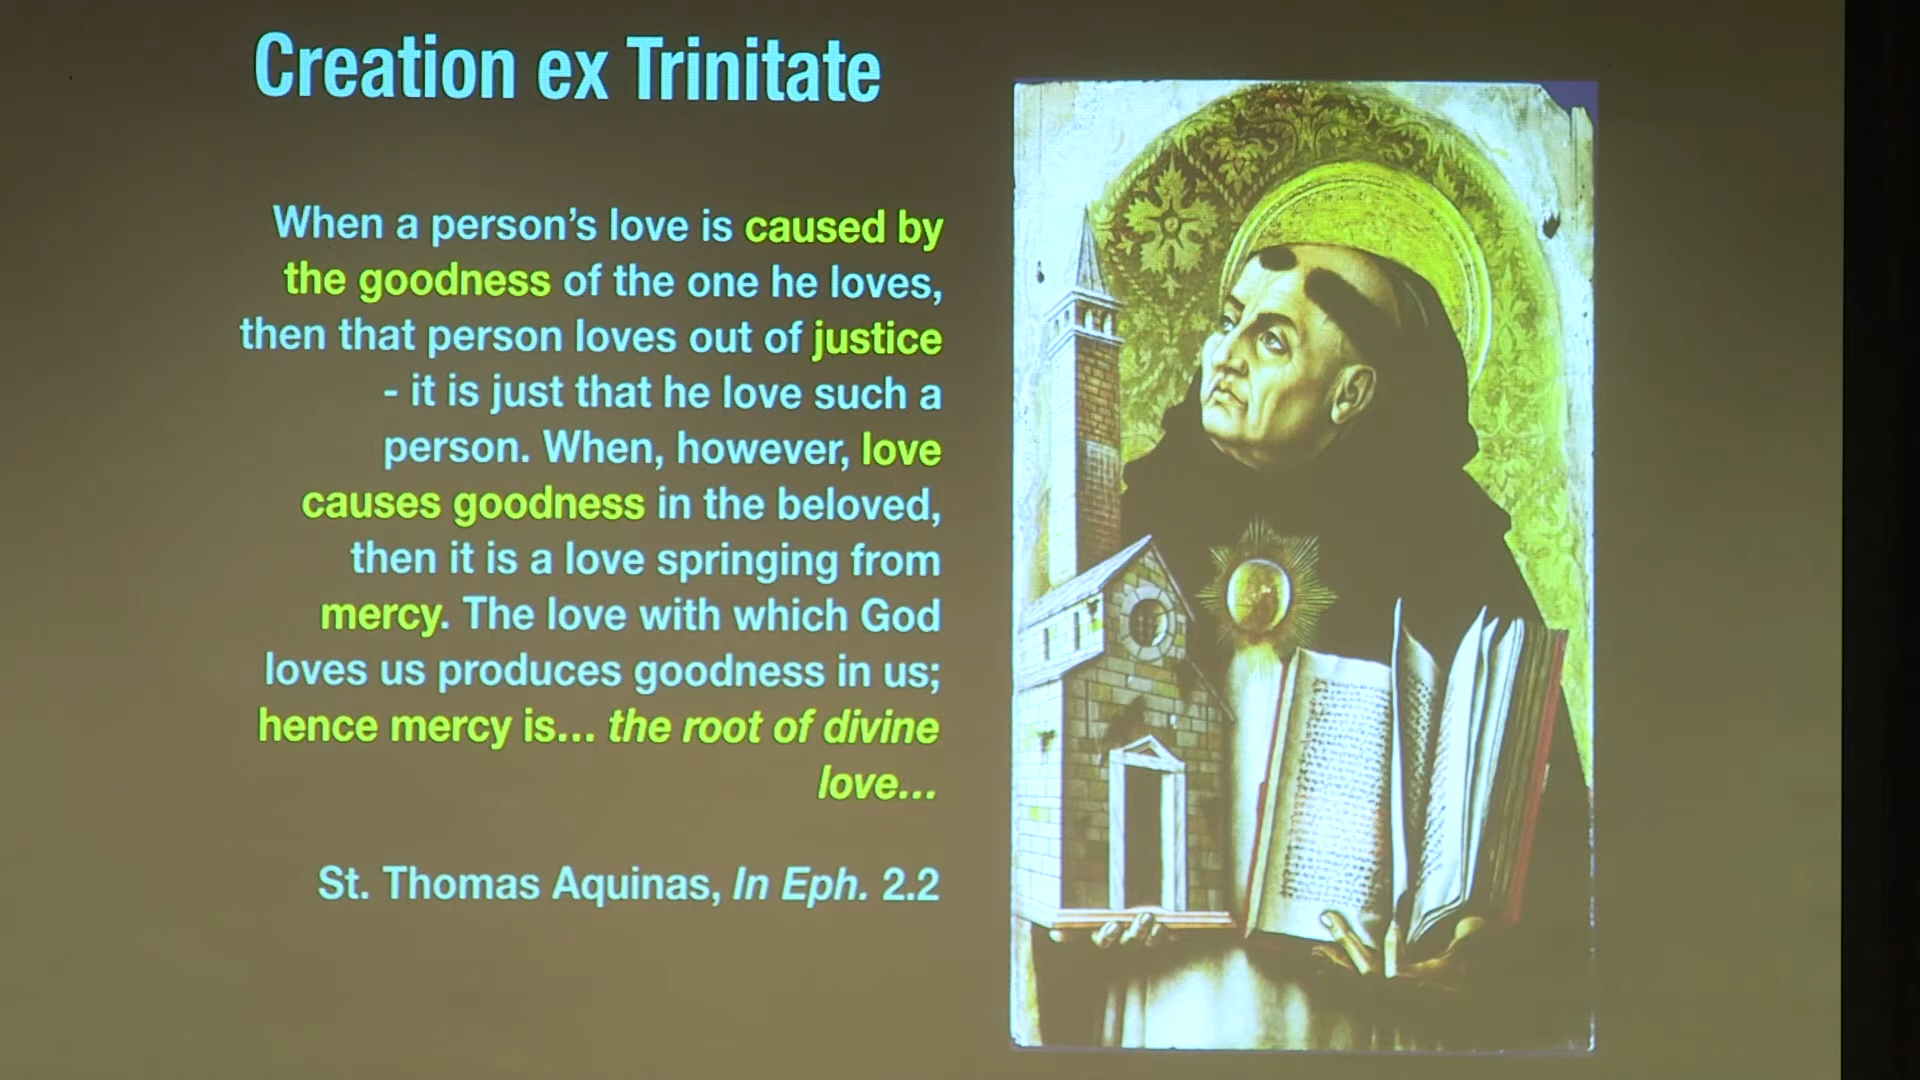 Creation ex Trinitate
When a person’s love is caused by
the goodness of the one he loves,
then that person loves out of justice
- it is just that he love such a
person. When, however, love
causes goodness in the beloved,
then it is a love springing from
mercy. The love with which God
loves us produces goodness in us;
hence mercy is... the root of divine
love...
St. Thomas Aquinas, In Eph. 2.2